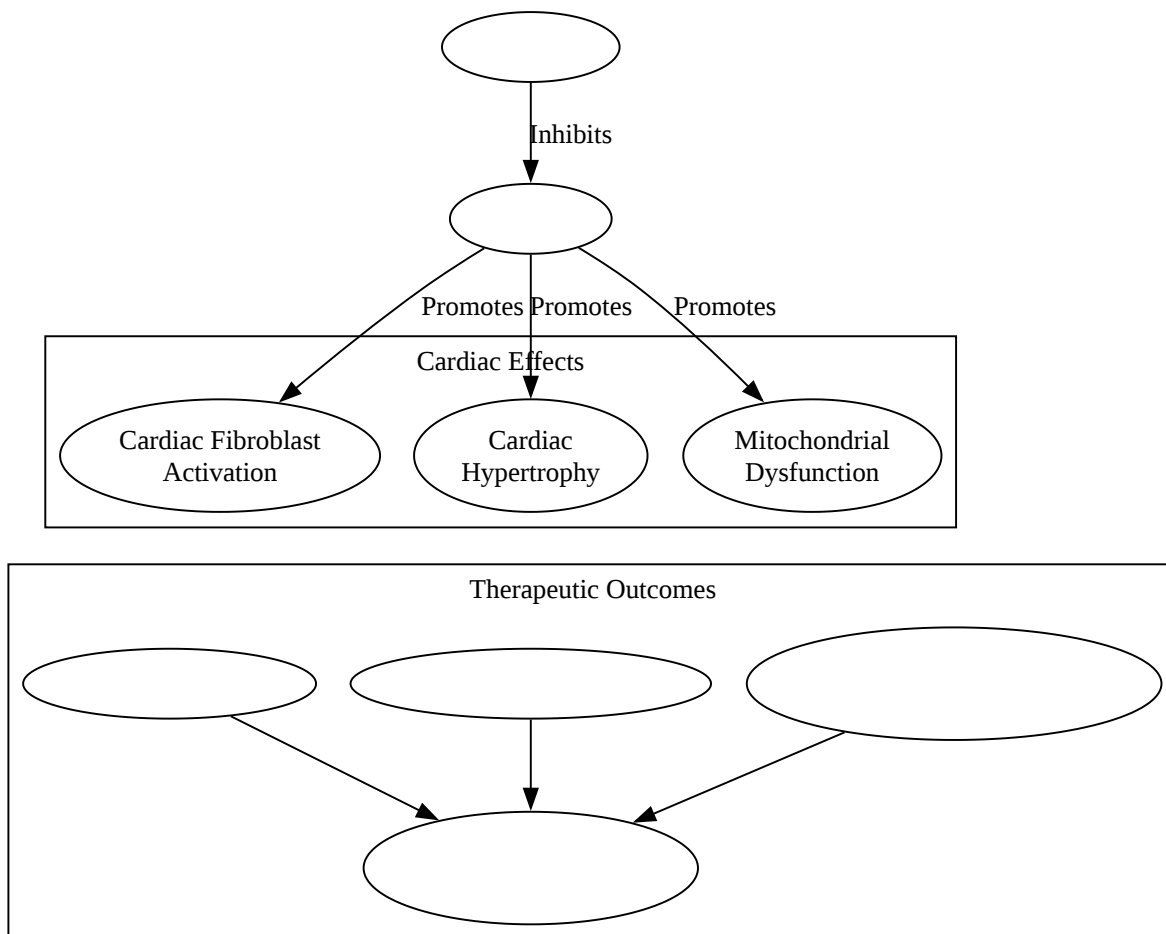 Inhibits
Promotes
Promotes
Promotes
Cardiac Effects
Cardiac Fibroblast
Activation
Cardiac
Hypertrophy
Mitochondrial
Dysfunction
Therapeutic Outcomes